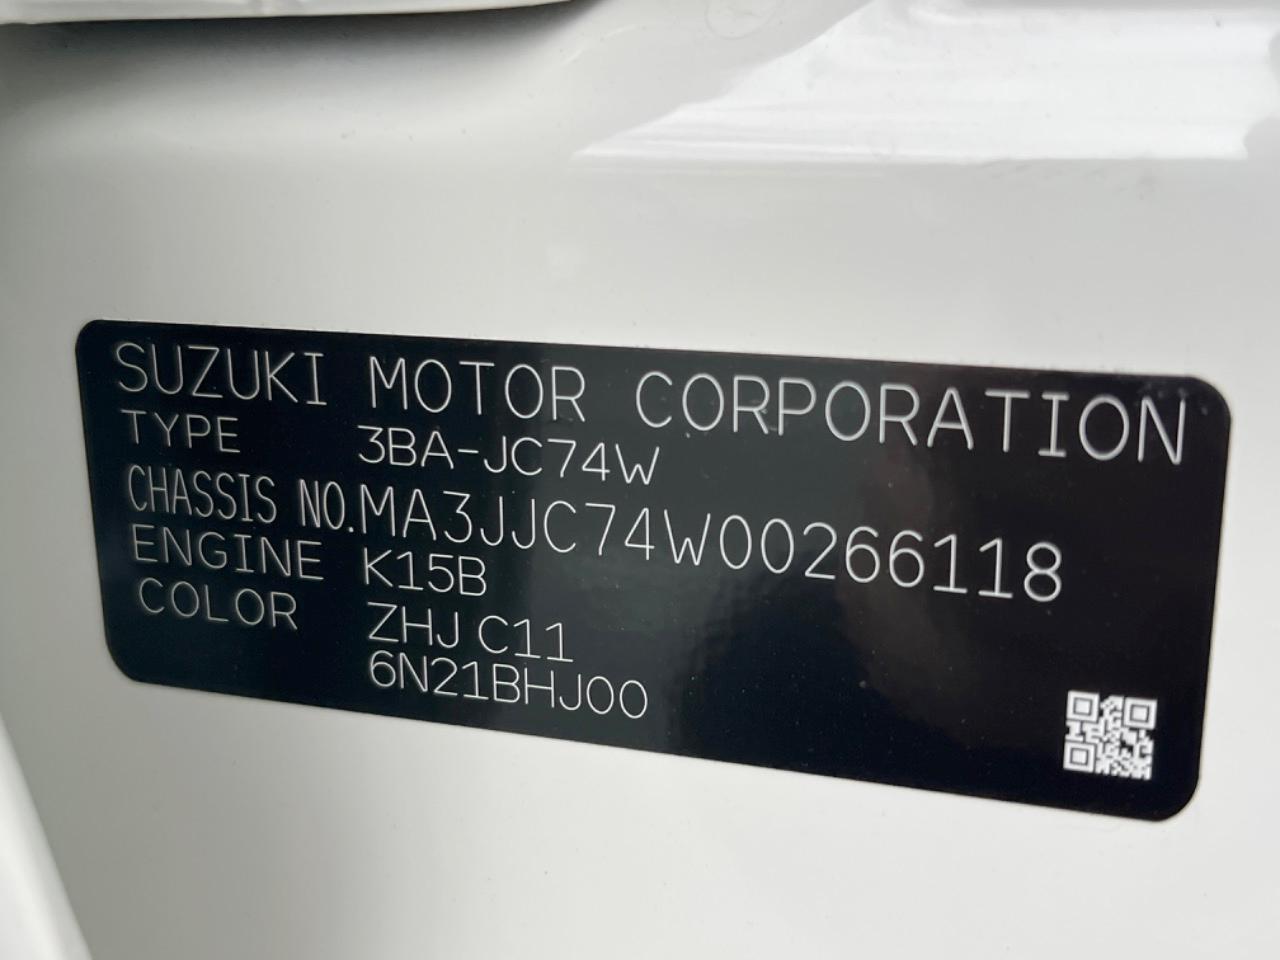 SUZUKI MOTOR CORPORATION
TYPE 3BA-JC74W
CHASSIS NO. MA3JJC74W00266118
ENGINE K15B
COLOR ZHJ C11
6N21BHJ00